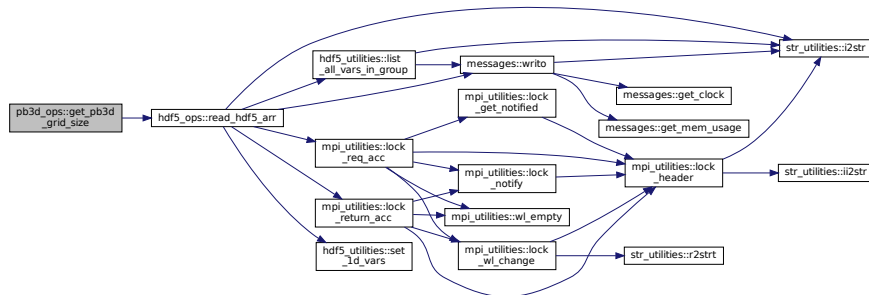 pb3d_ops::get_pb3d
_grid_size
hdf5_ops::read_hdf5_arr
hdf5_utilities::list
_all_vars_in_group
mpi_utilities::lock
_req_acc
mpi_utilities::lock
_return_acc
hdf5_utilities::set
_1d_vars
messages::writo
mpi_utilities::lock
_get_notified
mpi_utilities::lock
_notify
mpi_utilities::wl_empty
mpi_utilities::lock
_wl_change
str_utilities::i2str
messages::get_clock
messages::get_mem_usage
mpi_utilities::lock
_header
str_utilities::r2strt
str_utilities::ii2str